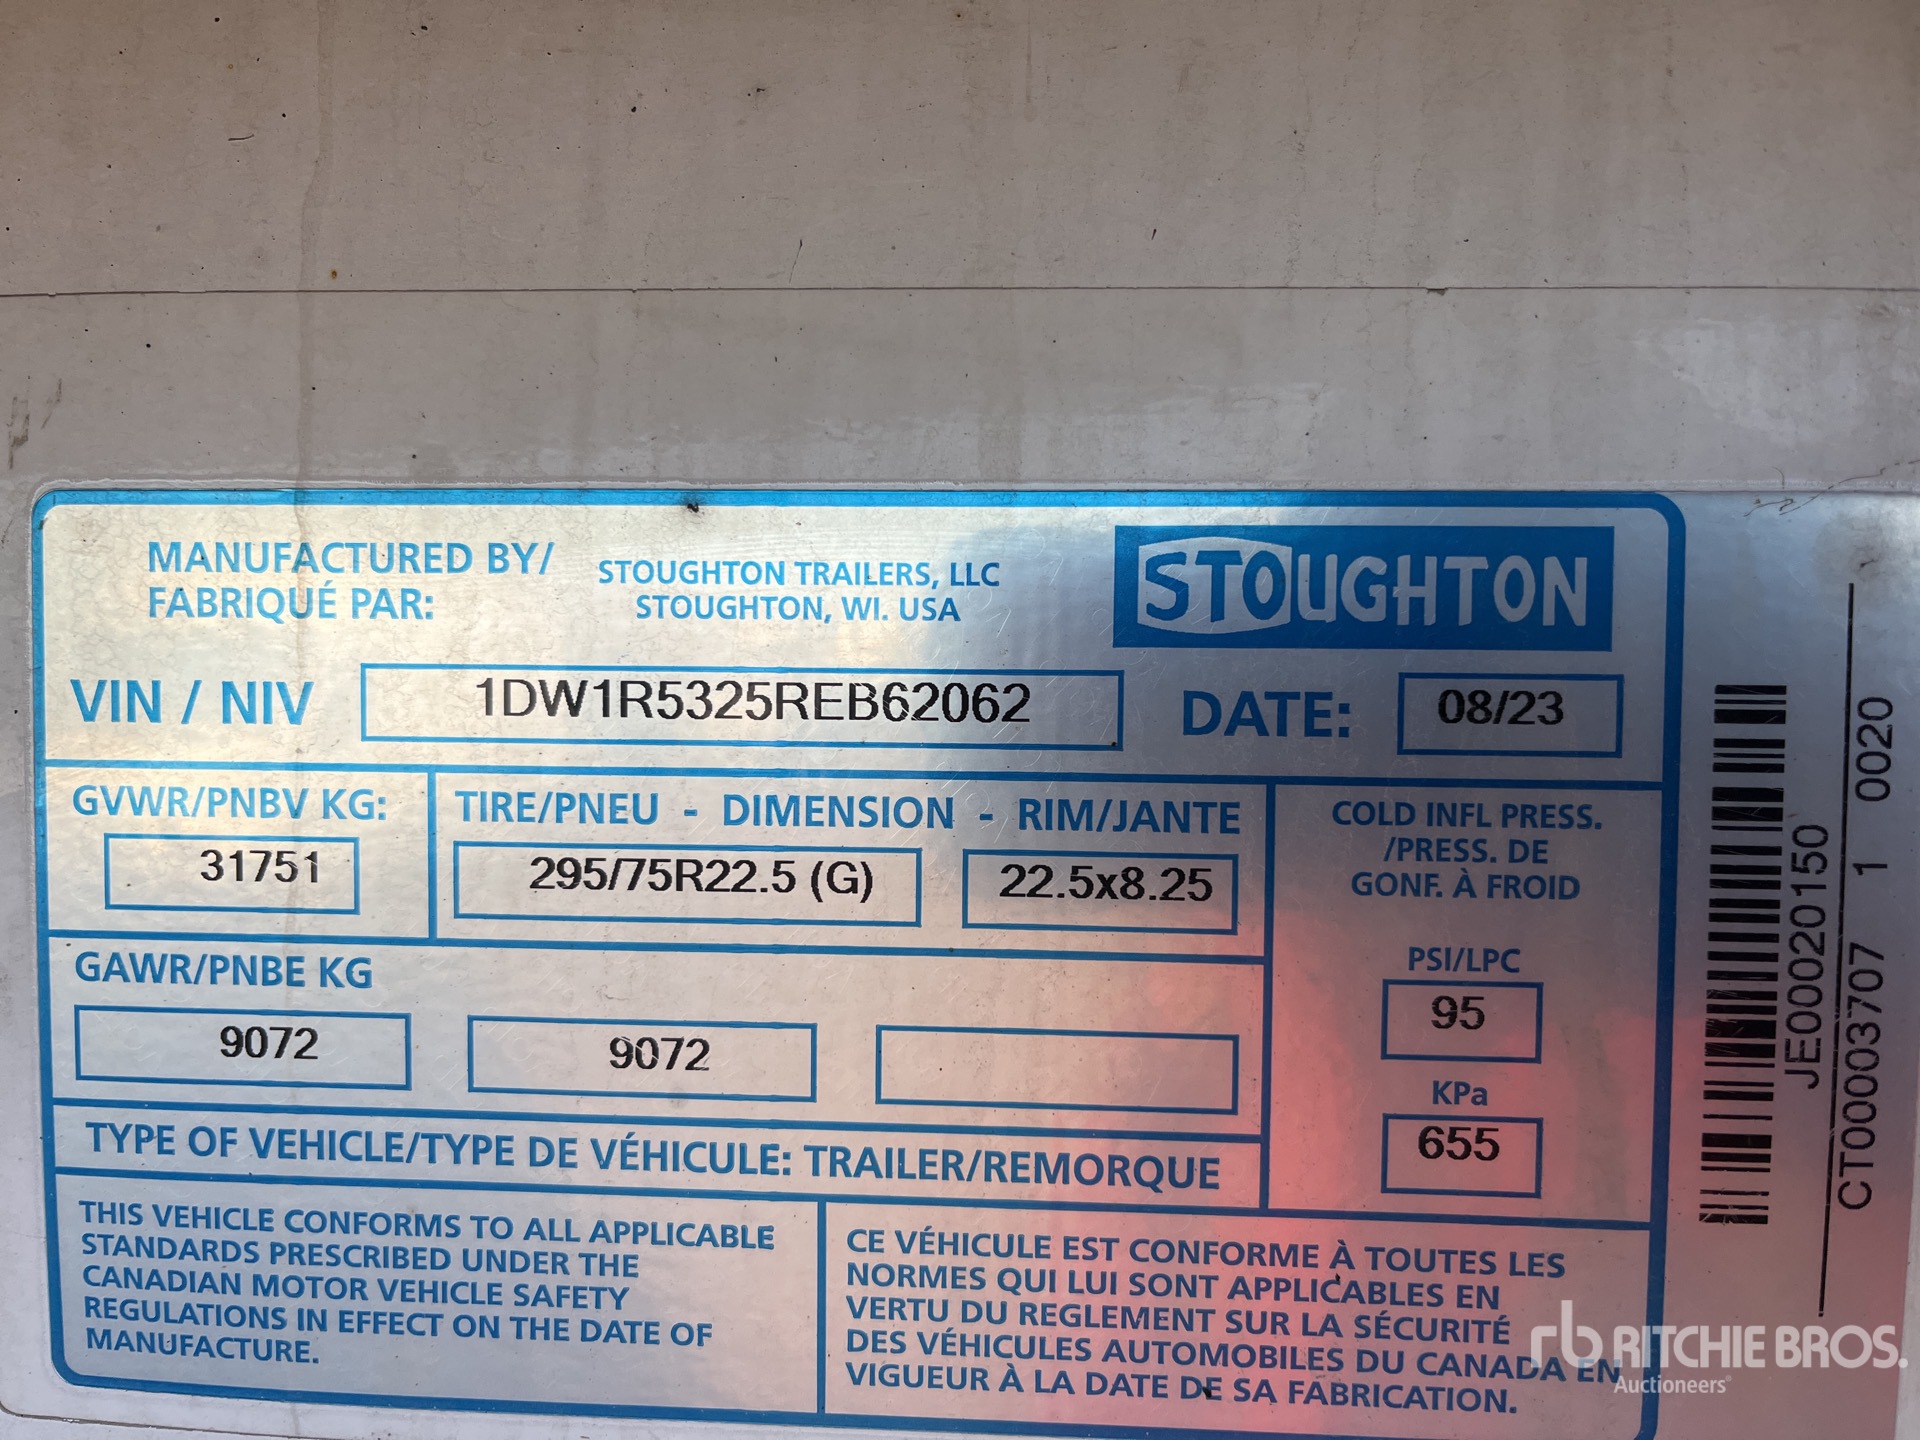 MANUFACTURED BY/
FABRIQUÉ PAR:
STOUGHTON TRAILERS, LLC
STOUGHTON, WI. USA
STOUGHTON
VIN / NIV
1DW1R5325REB62062
DATE:
08/23
GVWR/PNBV KG:
31751
TIRE/PNEU - DIMENSION - RIM/JANTE
295/75R22.5 (G)
22.5x8.25
COLD INFL PRESS.
/PRESS. DE
GONF. À FROID
PSI/LPC
95
KPa
655
GAWR/PNBE KG
9072
9072
TYPE OF VEHICLE/TYPE DE VÉHICULE: TRAILER/REMORQUE
THIS VEHICLE CONFORMS TO ALL APPLICABLE
STANDARDS PRESCRIBED UNDER THE
CANADIAN MOTOR VEHICLE SAFETY
REGULATIONS IN EFFECT ON THE DATE OF
MANUFACTURE.
CE VÉHICULE EST CONFORME À TOUTES LES
NORMES QUI LUI SONT APPLICABLES EN
VERTU DU REGLEMENT SUR LA SÉCURITÉ
DES VÉHICULES AUTOMOBILES DU CANADA EN
VIGUEUR À LA DATE DE SA FABRICATION.
JE00020150
CT00003707 1 0020
rb RITCHIE BROS.
Auctioneers